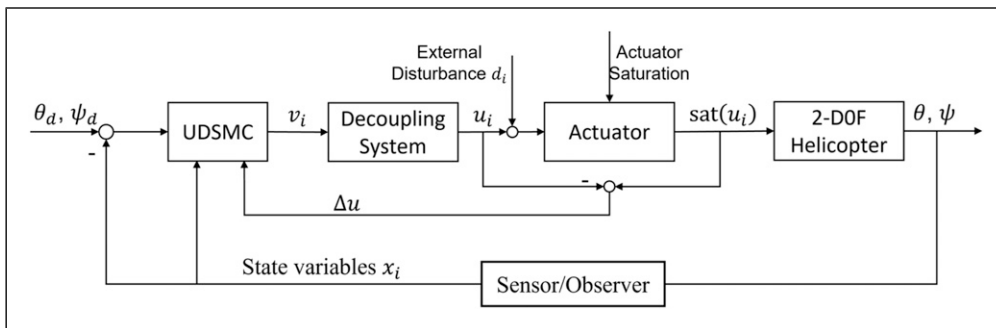 External
Disturbance d_i
Actuator
Saturation
θ_d, ψ_d
-
UDSMC
v_i
Decoupling
System
u_i
Actuator
sat(u_i)
2-D0F
Helicopter
θ, ψ
-
Δu
State variables x_i
Sensor/Observer